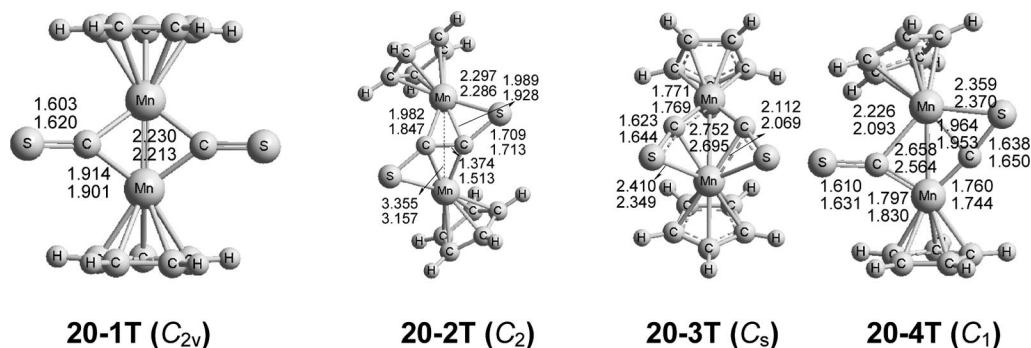 H C C C H
Mn
1.603
1.620
2.230
2.213
S C C S
1.914
1.901
Mn
H C H C C H C H
20-1T (C2v)
H
C C H
H C
H
2.297
2.286
1.989
1.928
Mn
S
1.982
1.847
1.709
1.713
C C
1.374
1.513
S
Mn
3.355
3.157
C C H
C C H
H
20-2T (C2)
H H
C C
H C C C H
1.771
1.769
Mn
2.112
2.069
1.623
1.644
C C
2.752
2.695
S S
Mn
2.410
2.349
C C
H C C C H
H
20-3T (Cs)
H C C H
H C C H
H
2.359
2.370
Mn
S
2.226
2.093
1.964
1.953
C
1.638
1.650
2.658
2.564
S C
1.610
1.631
1.797
1.830
Mn
1.760
1.744
H C C H
H C C H
20-4T (C1)